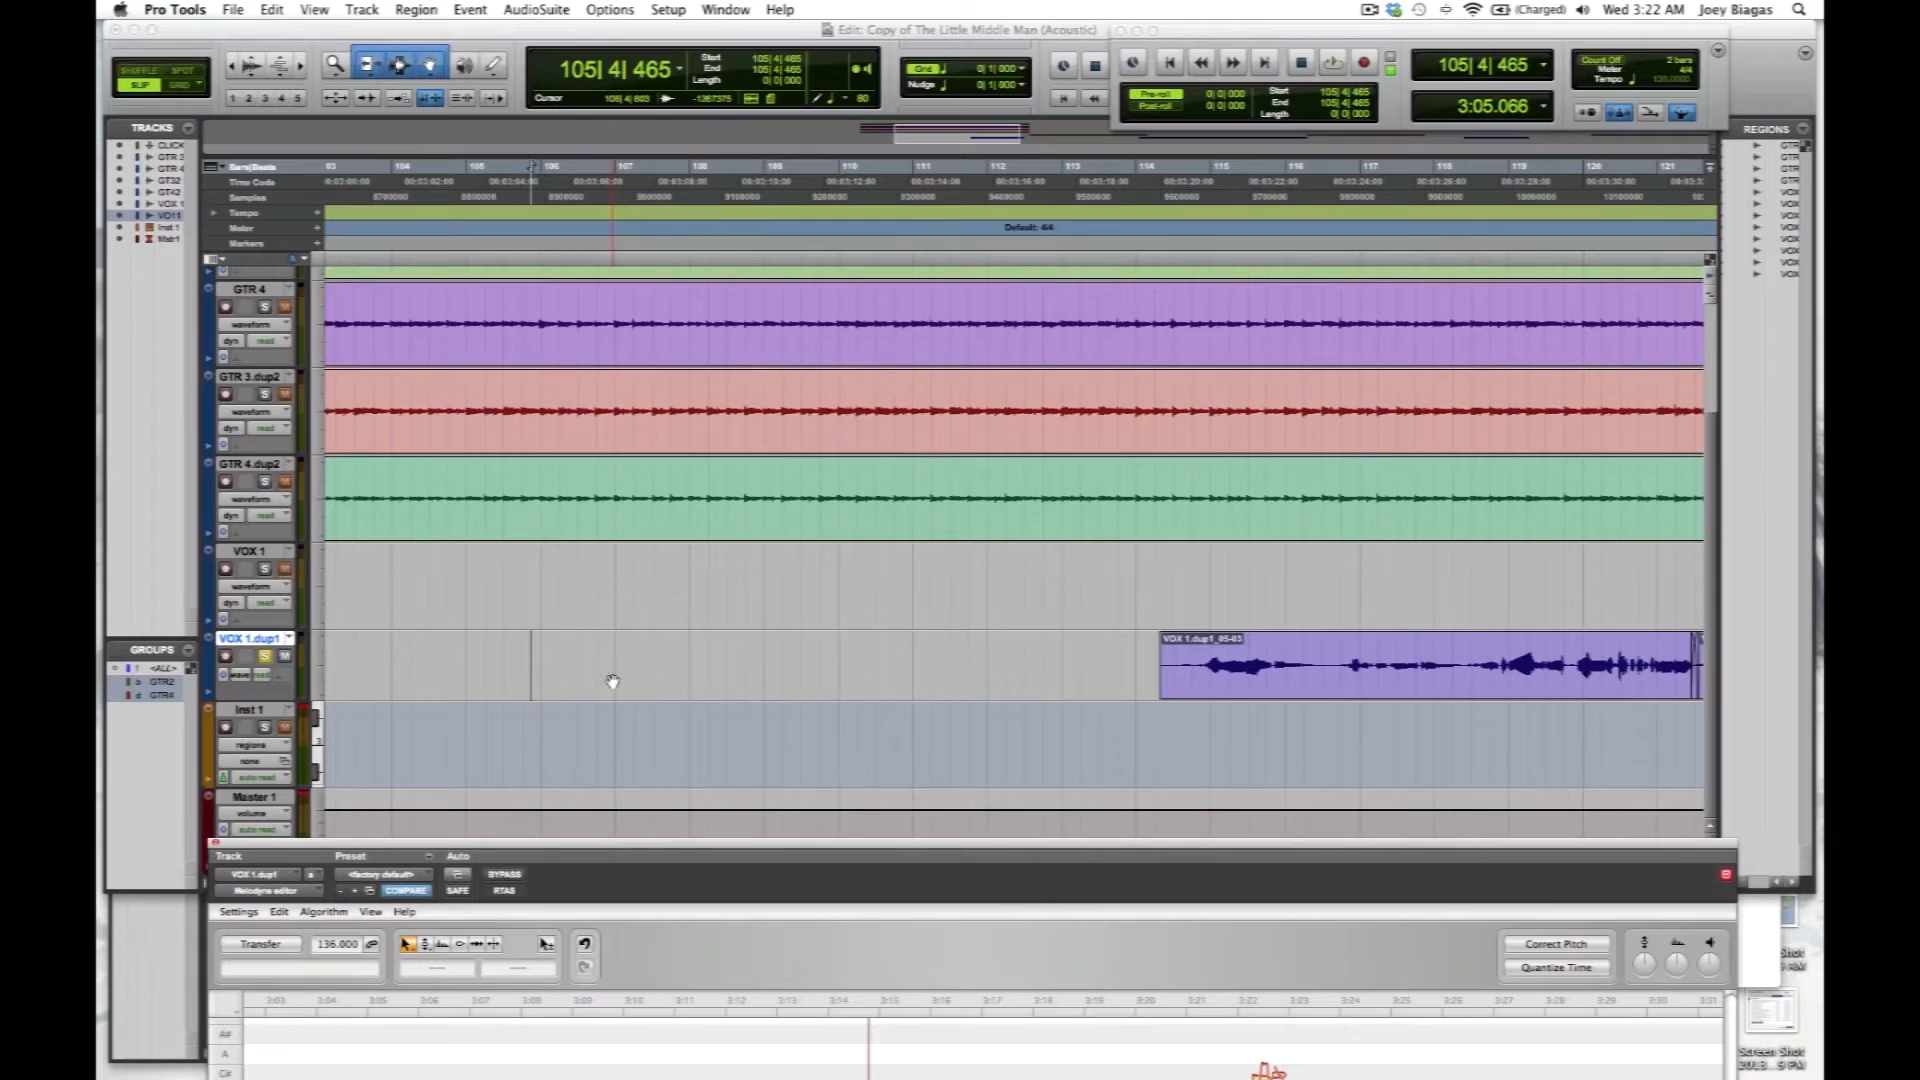 Pro Tools File Edit View Track Region Event AudioSuite Options Setup Window Help (Charged) Wed 3:22 AM Joey Biagas
Edit: Copy of The Little Middle Man (Acoustic)
SHUFFLE SPOT
SLIP GRID
1 2 3 4 5
105| 4| 465
Start 105| 4| 465
End 105| 4| 465
Length 0| 0| 000
Cursor
-1267375
80
Grid 0| 1| 000
Nudge 0| 1| 000
Pre-roll 0| 0| 000
Post-roll 0| 0| 000
Start 105| 4| 465
End 105| 4| 465
Length 0| 0| 000
105| 4| 465
3:05.066
Count Off 2 bars
Meter 4/4
Tempo
TRACKS
CLICK
GTR 3
GTR 4
GT32
GT42
VOX 1
VO11
Inst 1
Mstr1
REGIONS
Bars|Beats 03 104 105 106 107 108 109 110 111 112 113 114 115 116 117 118 119 120 121
Time Code
Samples
Tempo
Meter Default: 4/4
Markers
GTR 4
S M
waveform
dyn read
GTR 3.dup2
S M
waveform
dyn read
GTR 4.dup2
S M
waveform
dyn read
VOX 1
S M
waveform
dyn read
VOX 1.dup1
S M
wave read
VOX 1.dup1_05-03
GROUPS
<ALL>
b GTR2
d GTR4
Inst 1
S M
regions
none
auto read
Master 1
volume
auto read
Track Preset Auto
VOX 1.dup1 a <factory default> BYPASS
Melodyne editor - + COMPARE SAFE RTAS
Settings Edit Algorithm View Help
Transfer 136.000 Correct Pitch
Quantize Time
3:03 3:04 3:05 3:06 3:07 3:08 3:09 3:10 3:11 3:12 3:13 3:14 3:15 3:16 3:17 3:18 3:19 3:20 3:21 3:22 3:23 3:24 3:25 3:26 3:27 3:28 3:29 3:30 3:31
A#
A
G#
Screen Shot
2013...9 PM